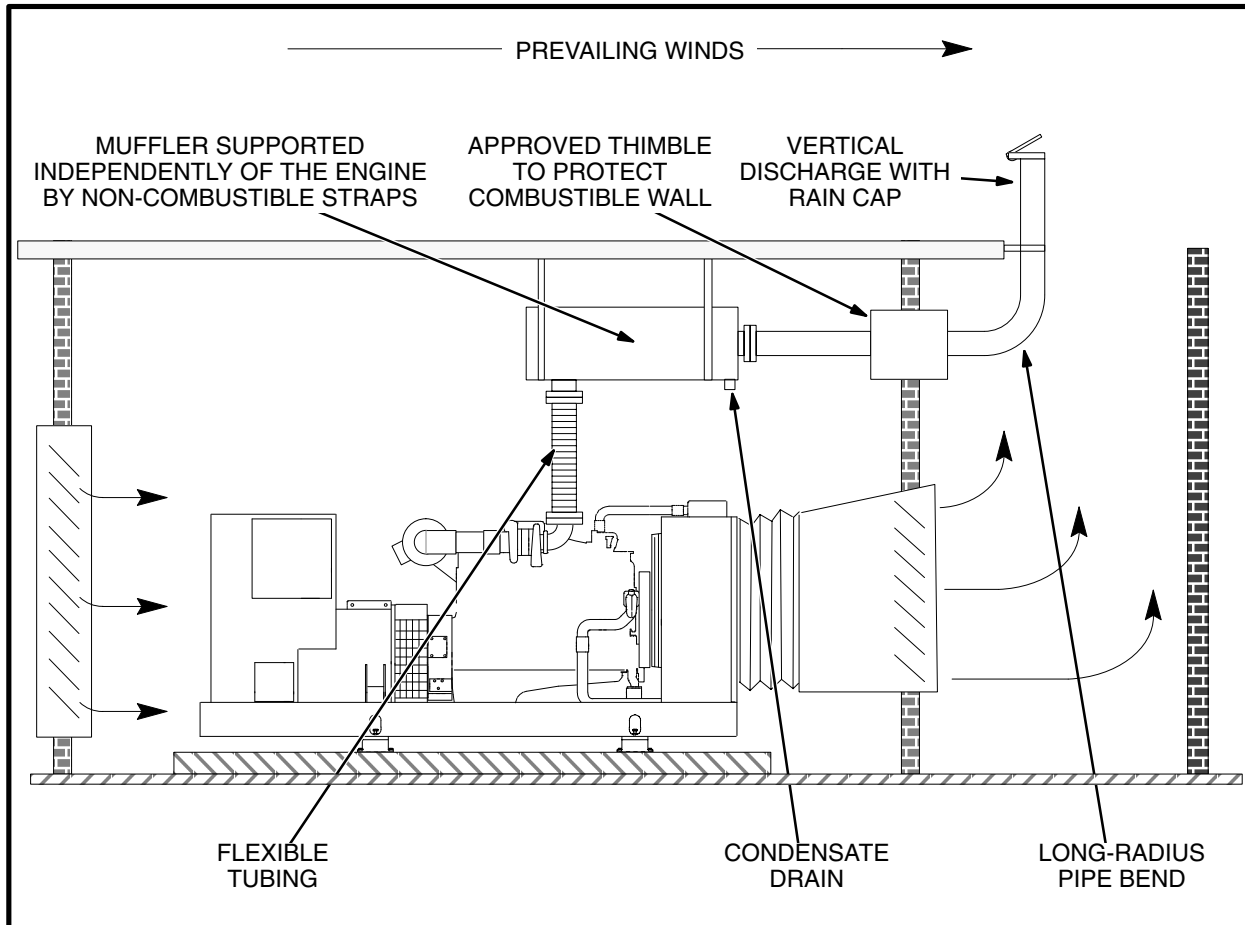 PREVAILING WINDS
MUFFLER SUPPORTED
INDEPENDENTLY OF THE ENGINE
BY NON-COMBUSTIBLE STRAPS
APPROVED THIMBLE
TO PROTECT
COMBUSTIBLE WALL
VERTICAL
DISCHARGE WITH
RAIN CAP
FLEXIBLE
TUBING
CONDENSATE
DRAIN
LONG-RADIUS
PIPE BEND